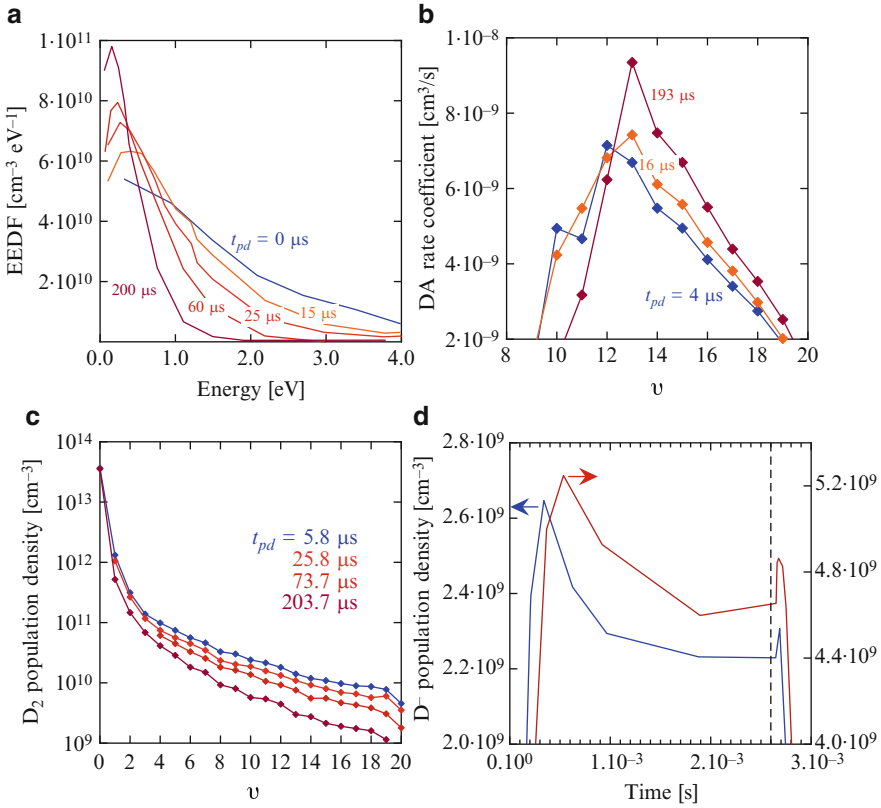 a
EEDF [cm⁻³ eV⁻¹]
1·10¹¹
8·10¹⁰
6·10¹⁰
4·10¹⁰
2·10¹⁰
t_pd = 0 µs
200 µs
60 µs
25 µs
15 µs
0.0 1.0 2.0 3.0 4.0
Energy [eV]
b
DA rate coefficient [cm³/s]
1·10⁻⁸
8·10⁻⁹
6·10⁻⁹
4·10⁻⁹
2·10⁻⁹
193 µs
16 µs
t_pd = 4 µs
8 10 12 14 16 18 20
υ
c
D₂ population density [cm⁻³]
10¹⁴
10¹³
10¹²
10¹¹
10¹⁰
10⁹
t_pd = 5.8 µs
25.8 µs
73.7 µs
203.7 µs
0 2 4 6 8 10 12 14 16 18 20
υ
d
D⁻ population density [cm⁻³]
2.8·10⁹
2.6·10⁹
2.4·10⁹
2.2·10⁹
2.0·10⁹
5.2·10⁹
4.8·10⁹
4.4·10⁹
4.0·10⁹
0.10⁰ 1.10⁻³ 2.10⁻³ 3.10⁻³
Time [s]